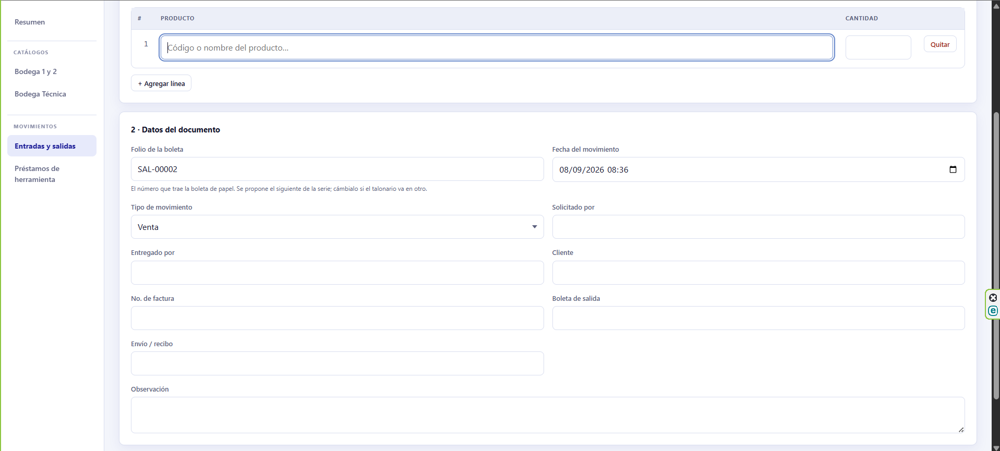 Resumen
CATÁLOGOS
Bodega 1 y 2
Bodega Técnica
MOVIMIENTOS
Entradas y salidas
Préstamos de
herramienta
# PRODUCTO CANTIDAD
1 Código o nombre del producto... Quitar
+ Agregar línea
2 · Datos del documento
Folio de la boleta Fecha del movimiento
SAL-00002 08/09/2026 08:36
El número que trae la boleta de papel. Se propone el siguiente de la serie; cámbialo si el talonario va en otro.
Tipo de movimiento Solicitado por
Venta
Entregado por Cliente
No. de factura Boleta de salida
Envío / recibo
Observación